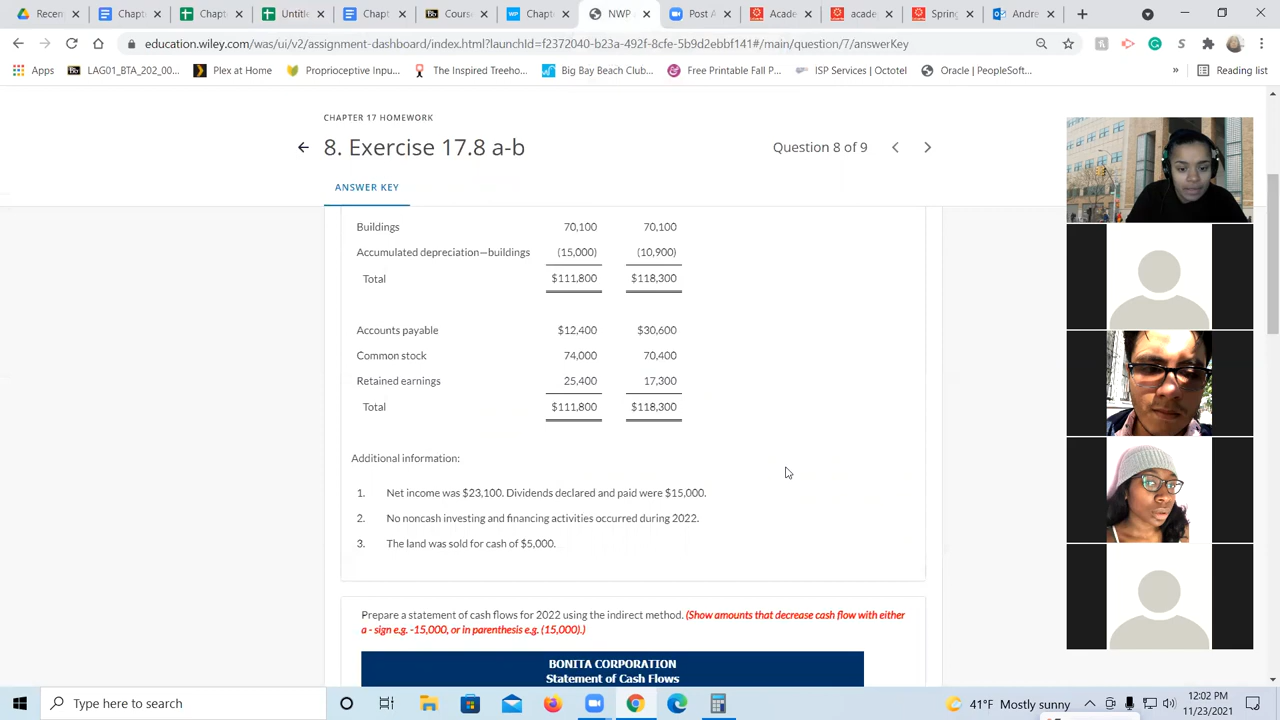 Recen
Chapt
Chapt
Untitle
Chapt
Chapt
NWP
Post A
Acade
Acade
Spring
Andre
education.wiley.com/was/ui/v2/assignment-dashboard/index.html?launchId=f2372040-b23a-492f-8cfe-5b9d2ebbf141#/main/question/7/answerKey
Apps
LAG01_BTA_202_00...
Plex at Home
Proprioceptive Inpu...
The Inspired Treeho...
Big Bay Beach Club...
Free Printable Fall P...
ISP Services | Octotel
Oracle | PeopleSoft...
»
Reading list
CHAPTER 17 HOMEWORK
8. Exercise 17.8 a-b
Question 8 of 9
ANSWER KEY
Buildings 70,100 70,100
Accumulated depreciation—buildings (15,000) (10,900)
Total $111,800 $118,300
Accounts payable $12,400 $30,600
Common stock 74,000 70,400
Retained earnings 25,400 17,300
Total $111,800 $118,300
Additional information:
1. Net income was $23,100. Dividends declared and paid were $15,000.
2. No noncash investing and financing activities occurred during 2022.
3. The land was sold for cash of $5,000.
Prepare a statement of cash flows for 2022 using the indirect method. (Show amounts that decrease cash flow with either
a - sign e.g. -15,000, or in parenthesis e.g. (15,000).)
BONITA CORPORATION
Statement of Cash Flows
Type here to search
41°F Mostly sunny
12:02 PM
11/23/2021